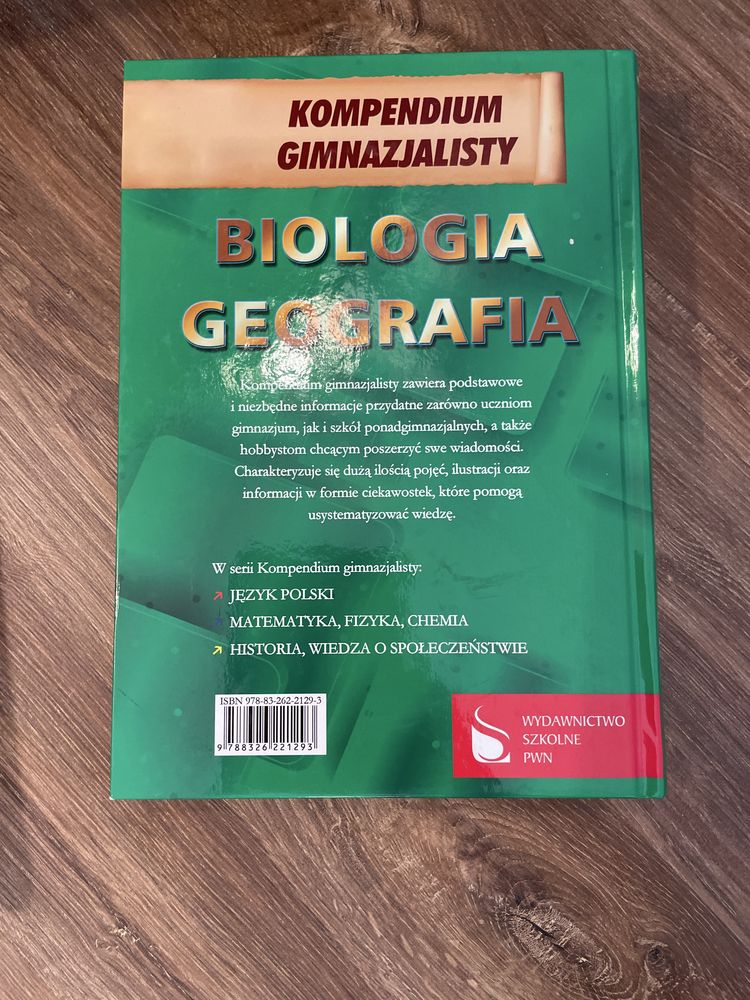 KOMPENDIUM
GIMNAZJALISTY
BIOLOGIA
GEOGRAFIA
Kompendium gimnazjalisty zawiera podstawowe
i niezbędne informacje przydatne zarówno uczniom
gimnazjum, jak i szkół ponadgimnazjalnych, a także
hobbystom chcącym poszerzyć swe wiadomości.
Charakteryzuje się dużą ilością pojęć, ilustracji oraz
informacji w formie ciekawostek, które pomogą
usystematyzować wiedzę.
W serii Kompendium gimnazjalisty:
JĘZYK POLSKI
MATEMATYKA, FIZYKA, CHEMIA
HISTORIA, WIEDZA O SPOŁECZEŃSTWIE
ISBN 978-83-262-2129-3
9 788326 221293
WYDAWNICTWO
SZKOLNE
PWN